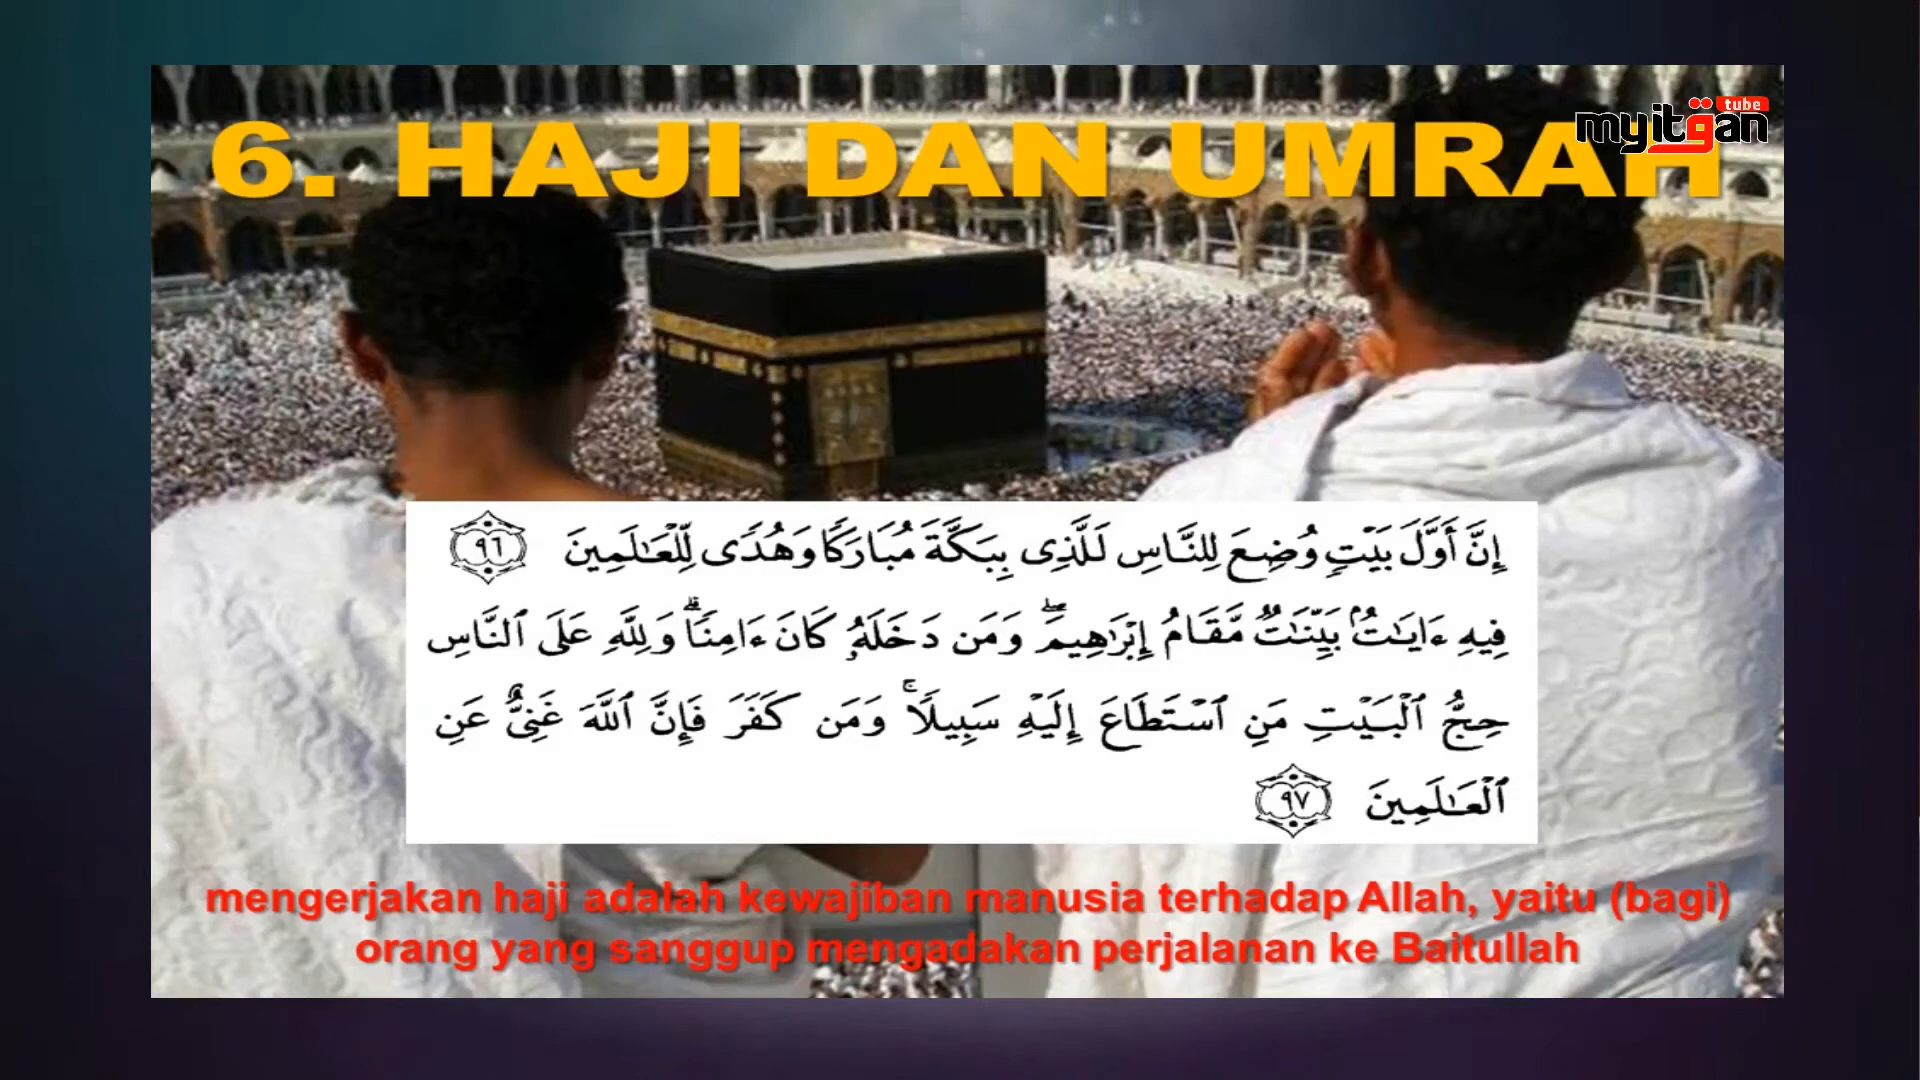 6. HAJI DAN UMRAH
myitqan
tube
إِنَّ أَوَّلَ بَيْتٍ وُضِعَ لِلنَّاسِ لَلَّذِى بِبَكَّةَ مُبَارَكًا وَهُدًى لِّلْعَـٰلَمِينَ ٩٦
فِيهِ ءَايَـٰتٌۢ بَيِّنَـٰتٌ مَّقَامُ إِبْرَٰهِيمَ ۖ وَمَن دَخَلَهُۥ كَانَ ءَامِنًا ۗ وَلِلَّهِ عَلَى ٱلنَّاسِ
حِجُّ ٱلْبَيْتِ مَنِ ٱسْتَطَاعَ إِلَيْهِ سَبِيلًا ۚ وَمَن كَفَرَ فَإِنَّ ٱللَّهَ غَنِىٌّ عَنِ
ٱلْعَـٰلَمِينَ ٩٧
mengerjakan haji adalah kewajiban manusia terhadap Allah, yaitu (bagi)
orang yang sanggup mengadakan perjalanan ke Baitullah